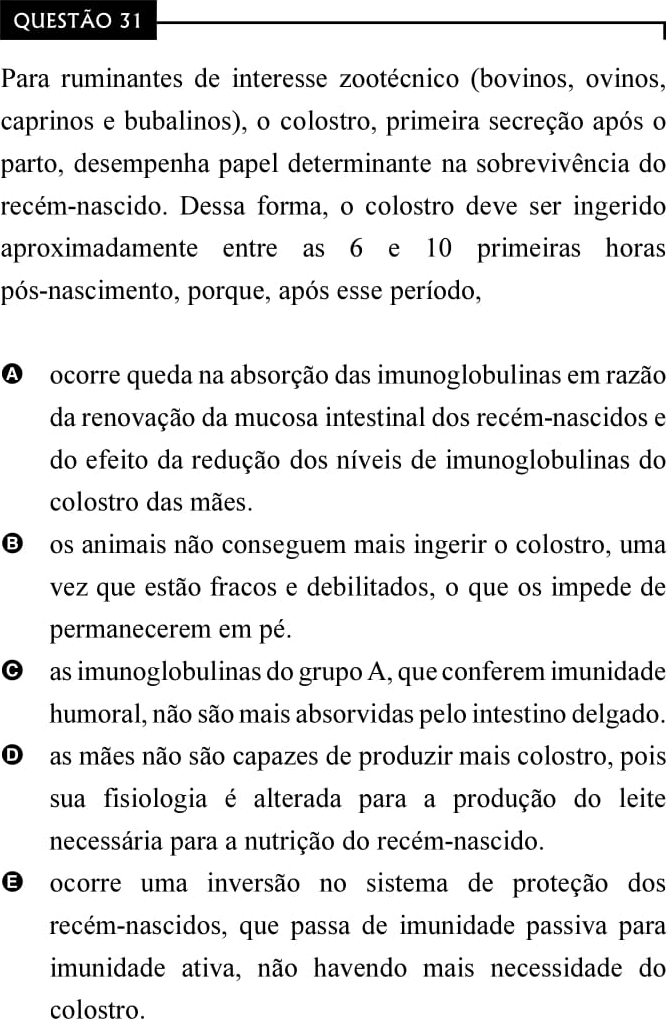 QUESTÃO 31
Para ruminantes de interesse zootécnico (bovinos, ovinos,
caprinos e bubalinos), o colostro, primeira secreção após o
parto, desempenha papel determinante na sobrevivência do
recém-nascido. Dessa forma, o colostro deve ser ingerido
aproximadamente entre as 6 e 10 primeiras horas
pós-nascimento, porque, após esse período,
A ocorre queda na absorção das imunoglobulinas em razão
da renovação da mucosa intestinal dos recém-nascidos e
do efeito da redução dos níveis de imunoglobulinas do
colostro das mães.
B os animais não conseguem mais ingerir o colostro, uma
vez que estão fracos e debilitados, o que os impede de
permanecerem em pé.
C as imunoglobulinas do grupo A, que conferem imunidade
humoral, não são mais absorvidas pelo intestino delgado.
D as mães não são capazes de produzir mais colostro, pois
sua fisiologia é alterada para a produção do leite
necessária para a nutrição do recém-nascido.
E ocorre uma inversão no sistema de proteção dos
recém-nascidos, que passa de imunidade passiva para
imunidade ativa, não havendo mais necessidade do
colostro.